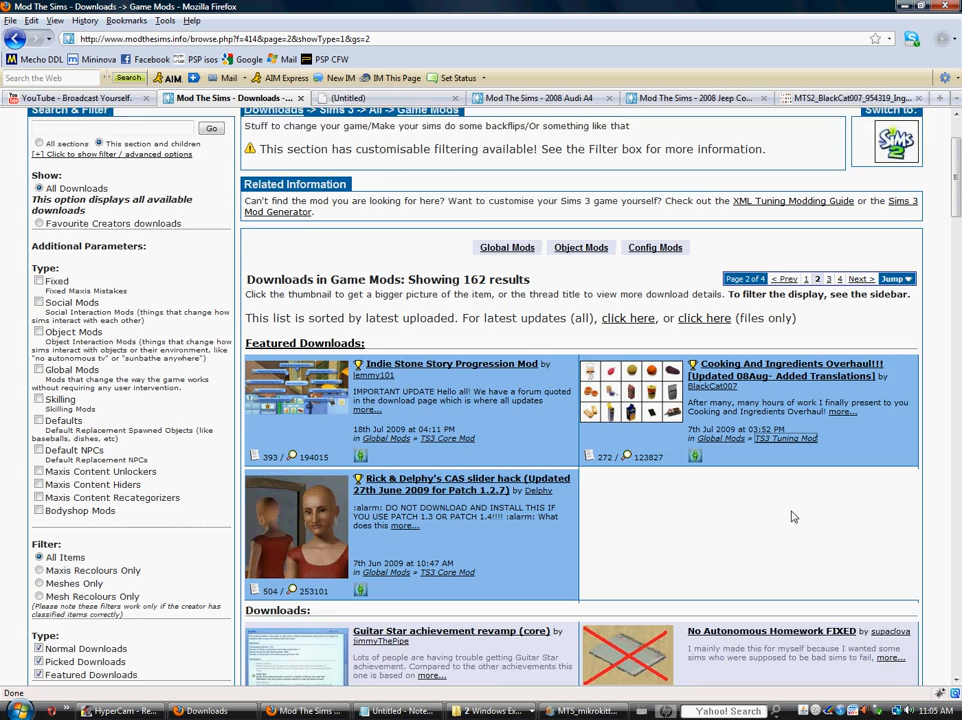 Mod The Sims - Downloads -> Game Mods - Mozilla Firefox
File Edit View History Bookmarks Tools Help
http://www.modthesims.info/browse.php?f=414&page=2&showType=1&gs=2
Mecho DDL Mininova Facebook PSP isos Google Mail PSP CFW
Search the Web Search AIM Mail AIM Express New IM IM This Page Set Status
YouTube - Broadcast Yourself. Mod The Sims - Downloads -... (Untitled) Mod The Sims - 2008 Audi A4 Mod The Sims - 2008 Jeep Co... MTS2_BlackCat007_954319_Ing...
Search & Filter
Go
All sections This section and children
[+] Click to show filter / advanced options
Show:
All Downloads
This option displays all available
downloads
Favourite Creators downloads
Additional Parameters:
Type:
Fixed
Fixed Maxis Mistakes
Social Mods
Social Interaction Mods (things that change how
sims interact with each other)
Object Mods
Object Interaction Mods (things that change how
sims interact with objects or their environment, like
"no autonomous tv" or "sunbathe anywhere")
Global Mods
Mods that change the way the game works
without requiring any user intervention.
Skilling
Skilling Mods
Defaults
Default Replacement Spawned Objects (like
baseballs, dishes, etc)
Default NPCs
Default Replacement NPCs
Maxis Content Unlockers
Maxis Content Hiders
Maxis Content Recategorizers
Bodyshop Mods
Filter:
All Items
Maxis Recolours Only
Meshes Only
Mesh Recolours Only
(Please note these filters work only if the creator has
classified items correctly)
Type:
Normal Downloads
Picked Downloads
Featured Downloads
Downloads -> Sims 3 -> All -> Game Mods
Stuff to change your game/Make your sims do some backflips/Or something like that
This section has customisable filtering available! See the Filter box for more information.
Switch to:
Sims 2
Related Information
Can't find the mod you are looking for? Want to customise your Sims 3 game yourself? Check out the XML Tuning Modding Guide or the Sims 3
Mod Generator.
Global Mods Object Mods Config Mods
Downloads in Game Mods: Showing 162 results
Page 2 of 4 < Prev 1 2 3 4 Next > Jump
Click the thumbnail to get a bigger picture of the item, or the thread title to view more download details. To filter the display, see the sidebar.
This list is sorted by latest uploaded. For latest updates (all), click here, or click here (files only)
Featured Downloads:
Indie Stone Story Progression Mod by
lemmy101
IMPORTANT UPDATE Hello all! We have a forum quoted
in the download page which is where all updates
more...
18th Jul 2009 at 04:11 PM
in Global Mods » TS3 Core Mod
393 / 194015
Cooking And Ingredients Overhaul!!!
[Updated 08Aug- Added Translations] by
BlackCat007
After many, many hours of work I finally present to you
Cooking and Ingredients Overhaul! more...
7th Jul 2009 at 03:52 PM
in Global Mods » TS3 Tuning Mod
272 / 123827
Rick & Delphy's CAS slider hack (Updated
27th June 2009 for Patch 1.2.7) by Delphy
:alarm: DO NOT DOWNLOAD AND INSTALL THIS IF
YOU USE PATCH 1.3 OR PATCH 1.4!!!! :alarm: What
does this more...
7th Jun 2009 at 10:47 AM
in Global Mods » TS3 Core Mod
504 / 253101
Downloads:
Guitar Star achievement revamp (core) by
jimmyThePipe
Lots of people are having trouble getting Guitar
Star achievement. Compared to the other achievements
this one is based on more...
No Autonomous Homework FIXED by supaclova
I mainly made this for myself because I wanted some
sims who were supposed to be bad sims to fail, more...
Done
HyperCam - Re... Downloads Mod The Sims - ... Untitled - Note... 2 Windows Ex... MTS_mikrokitt... Yahoo! Search 11:05 AM